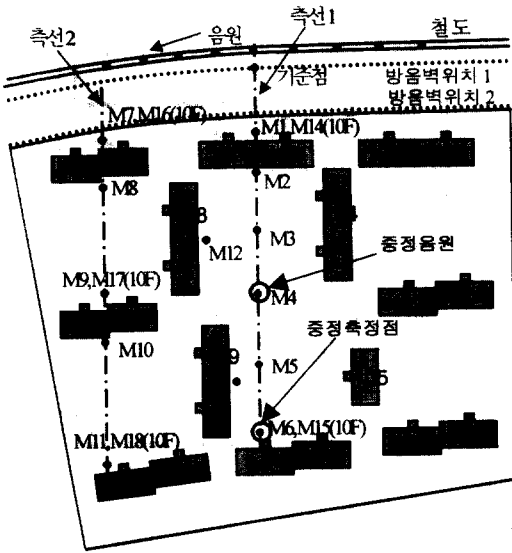 측선2
음원
측선1
철도
기준점
방음벽위치 1
방음벽위치 2
M7,M16(10F)
M1,M14(10F)
M8
M2
8
M12
M3
중정음원
M9,M17(10F)
M4
중정측정점
M10
9
M5
5
M11,M18(10F)
M6,M15(10F)